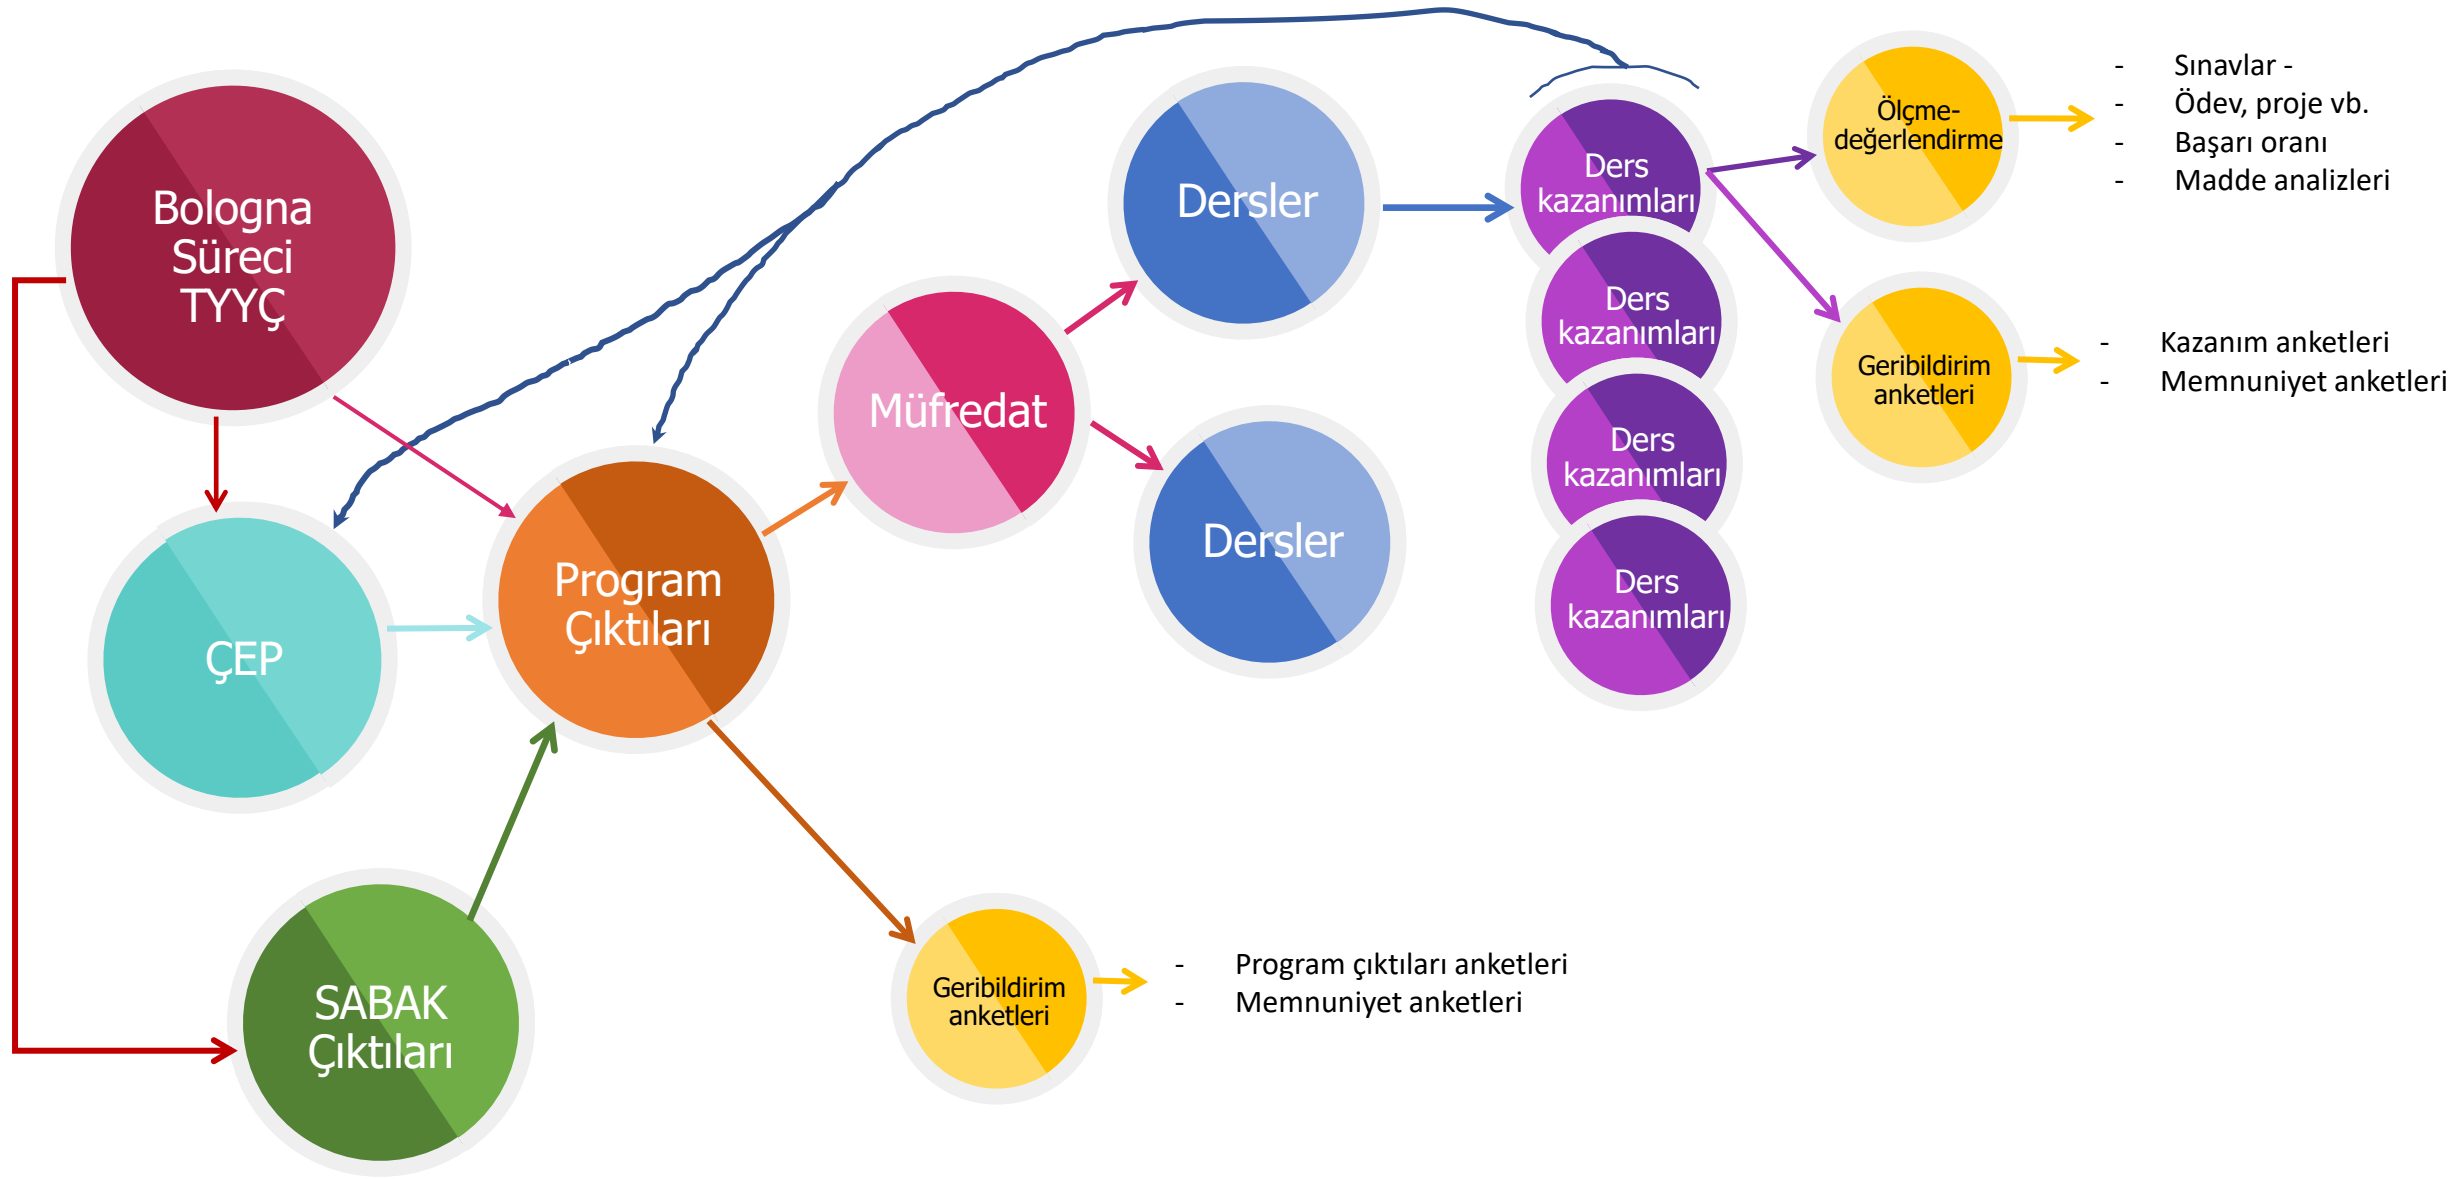 Bologna
Süreci
TYYÇ
ÇEP
SABAK
Çıktıları
Program
Çıktıları
Müfredat
Dersler
Dersler
Ders
kazanımları
Ders
kazanımları
Ders
kazanımları
Ders
kazanımları
Ölçme-
değerlendirme
- Sınavlar -
- Ödev, proje vb.
- Başarı oranı
- Madde analizleri
Geribildirim
anketleri
- Kazanım anketleri
- Memnuniyet anketleri
Geribildirim
anketleri
- Program çıktıları anketleri
- Memnuniyet anketleri